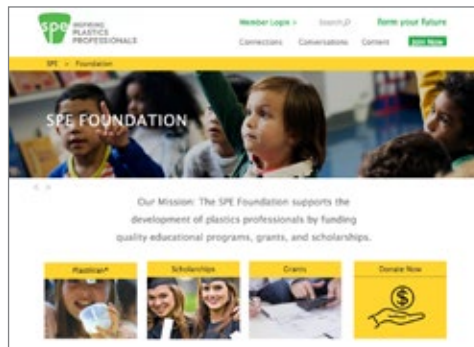 spe INSPIRING
PLASTICS
PROFESSIONALS
Member Login >
Search
Form your Future
Connections
Conversations
Content
Join Now
SPE > Foundation
SPE FOUNDATION
Our Mission: The SPE Foundation supports the
development of plastics professionals by funding
quality educational programs, grants, and scholarships.
PlastiVan®
Scholarships
Grants
Donate Now
$